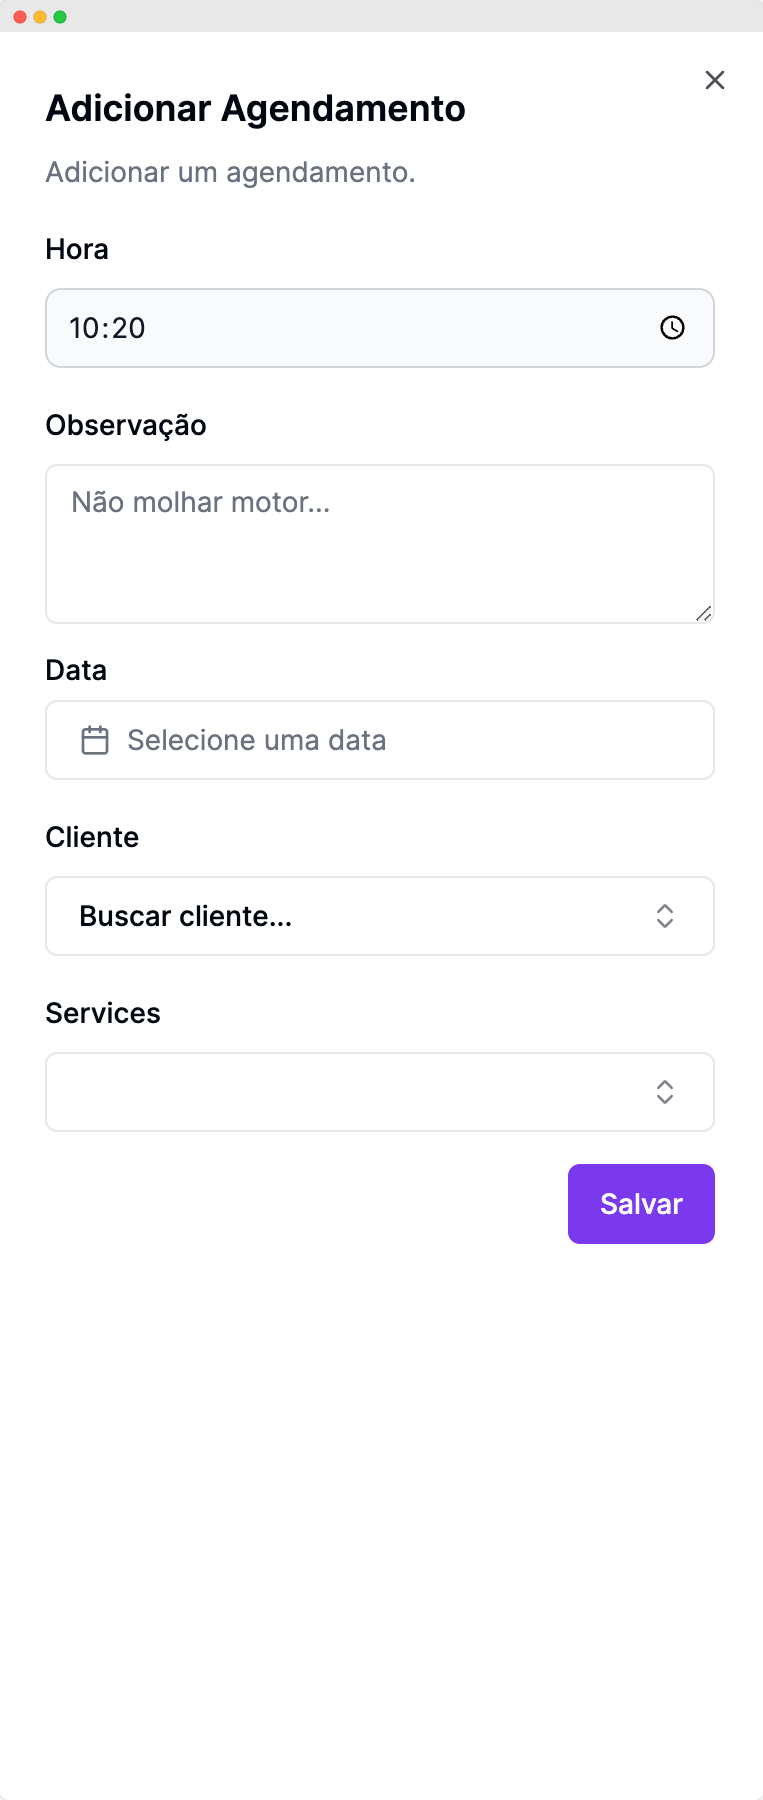 Adicionar Agendamento
Adicionar um agendamento.
Hora
10:20
Observação
Não molhar motor...
Data
Selecione uma data
Cliente
Buscar cliente...
Services
Salvar